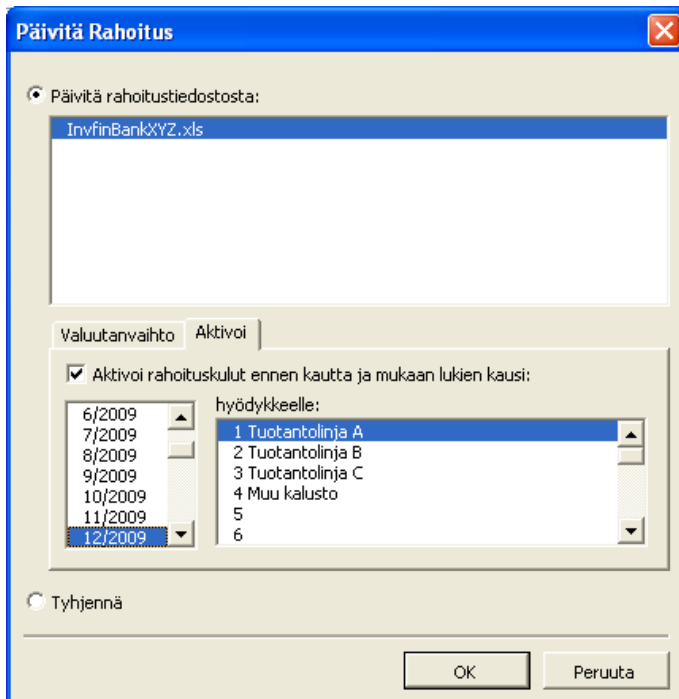 Päivitä Rahoitus
Päivitä rahoitustiedostosta:
InvfinBankXYZ.xls
Valuutanvaihto Aktivoi
Aktivoi rahoituskulut ennen kautta ja mukaan lukien kausi:
hyödykkeelle:
6/2009
7/2009
8/2009
9/2009
10/2009
11/2009
12/2009
1 Tuotantolinja A
2 Tuotantolinja B
3 Tuotantolinja C
4 Muu kalusto
5
6
Tyhjennä
OK Peruuta